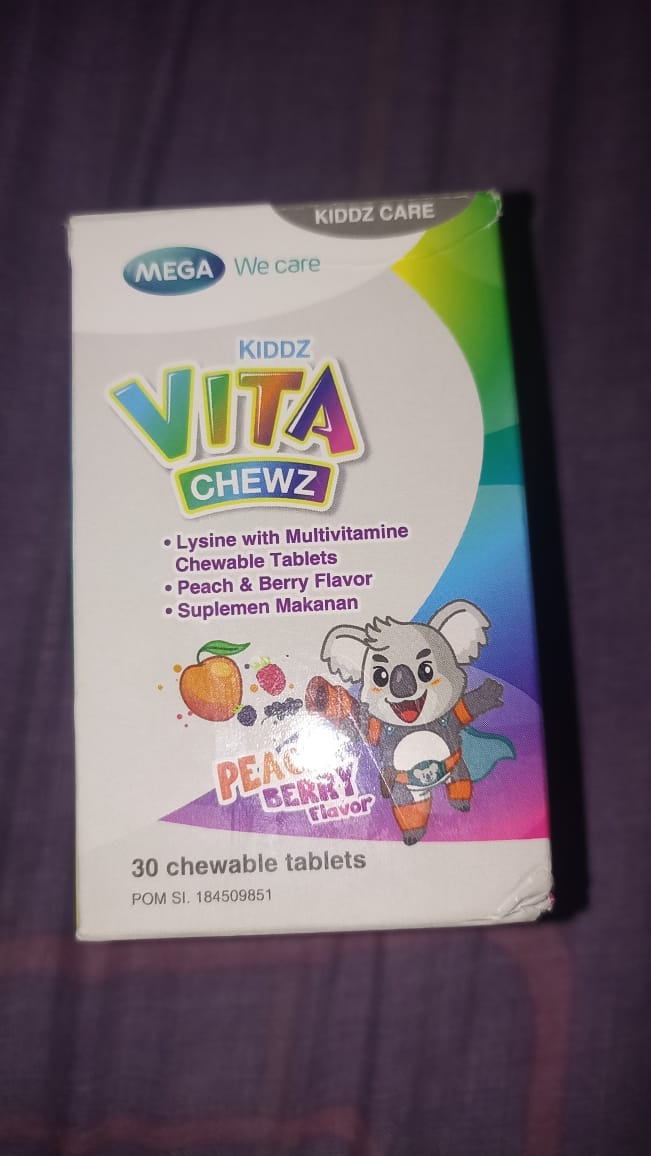 KIDDZ CARE
MEGA We care
KIDDZ
VITA
CHEWZ
• Lysine with Multivitamine
Chewable Tablets
• Peach & Berry Flavor
• Suplemen Makanan
BERRY
Flavor
30 chewable tablets
POM SI. 184509851